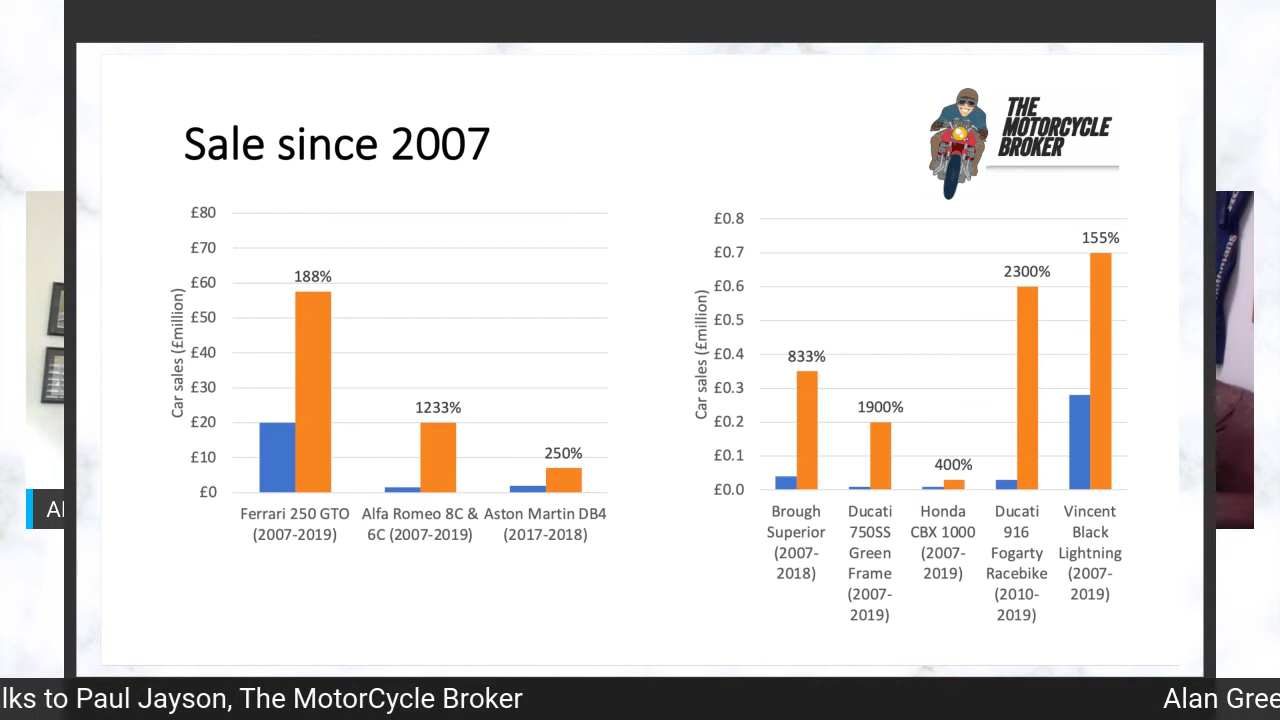 Sale since 2007
THE
MOTORCYCLE
BROKER
£80
£70
£60
£50
£40
£30
£20
£10
£0
Car sales (£million)
188%
1233%
250%
Ferrari 250 GTO
(2007-2019)
Alfa Romeo 8C &
6C (2007-2019)
Aston Martin DB4
(2017-2018)
£0.8
£0.7
£0.6
£0.5
£0.4
£0.3
£0.2
£0.1
£0.0
Car sales (£million)
833%
1900%
400%
2300%
155%
Brough
Superior
(2007-
2018)
Ducati
750SS
Green
Frame
(2007-
2019)
Honda
CBX 1000
(2007-
2019)
Ducati
916
Fogarty
Racebike
(2010-
2019)
Vincent
Black
Lightning
(2007-
2019)
Al
lks to Paul Jayson, The MotorCycle Broker
Alan Gree